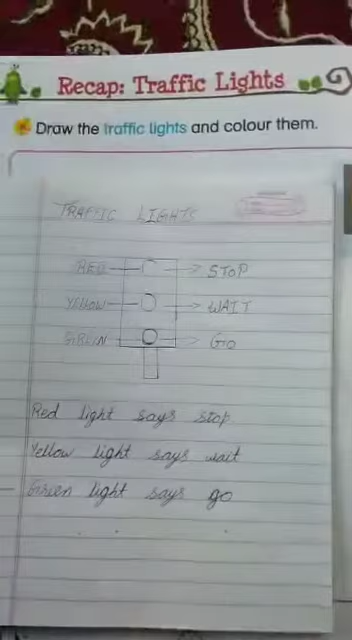 Recap: Traffic Lights
Draw the traffic lights and colour them.
TRAFFIC LIGHTS
RED STOP
YELLOW WAIT
GREEN GO
Red light says stop
Yellow light says wait
Green light says go